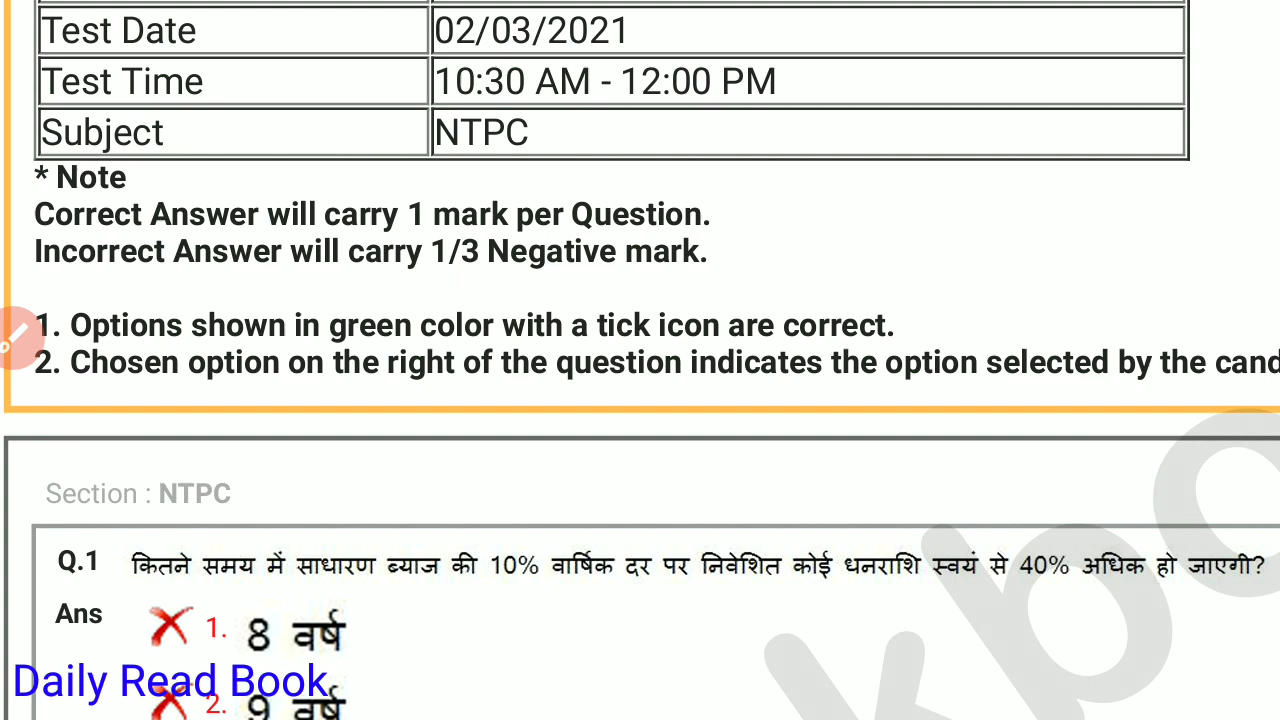 Test Date 02/03/2021
Test Time 10:30 AM - 12:00 PM
Subject NTPC
* Note
Correct Answer will carry 1 mark per Question.
Incorrect Answer will carry 1/3 Negative mark.
1. Options shown in green color with a tick icon are correct.
2. Chosen option on the right of the question indicates the option selected by the cand
Section : NTPC
Q.1 कितने समय में साधारण ब्याज की 10% वार्षिक दर पर निवेशित कोई धनराशि स्वयं से 40% अधिक हो जाएगी?
Ans
1. 8 वर्ष
Daily Read Book
2. 9 वर्ष